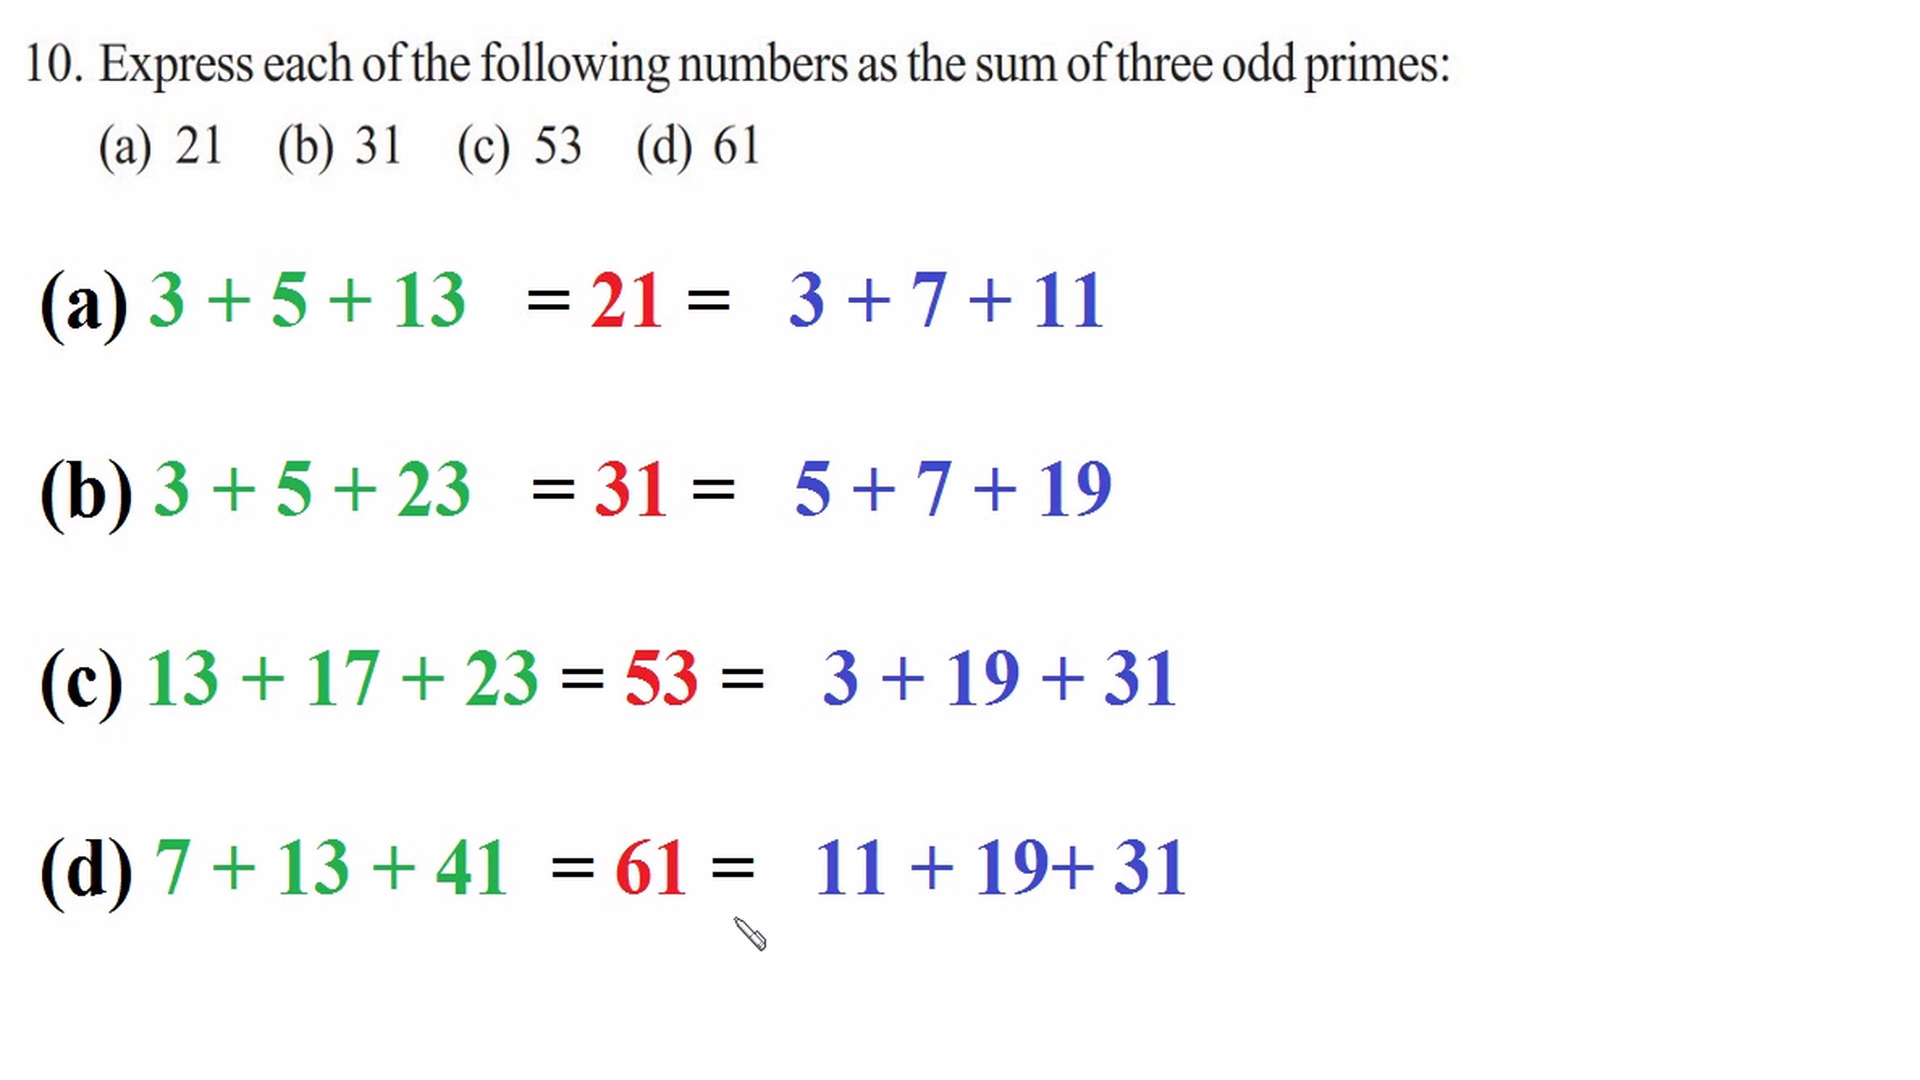 10. Express each of the following numbers as the sum of three odd primes:
(a) 21 (b) 31 (c) 53 (d) 61
(a) 3 + 5 + 13 = 21 = 3 + 7 + 11
(b) 3 + 5 + 23 = 31 = 5 + 7 + 19
(c) 13 + 17 + 23 = 53 = 3 + 19 + 31
(d) 7 + 13 + 41 = 61 = 11 + 19+ 31